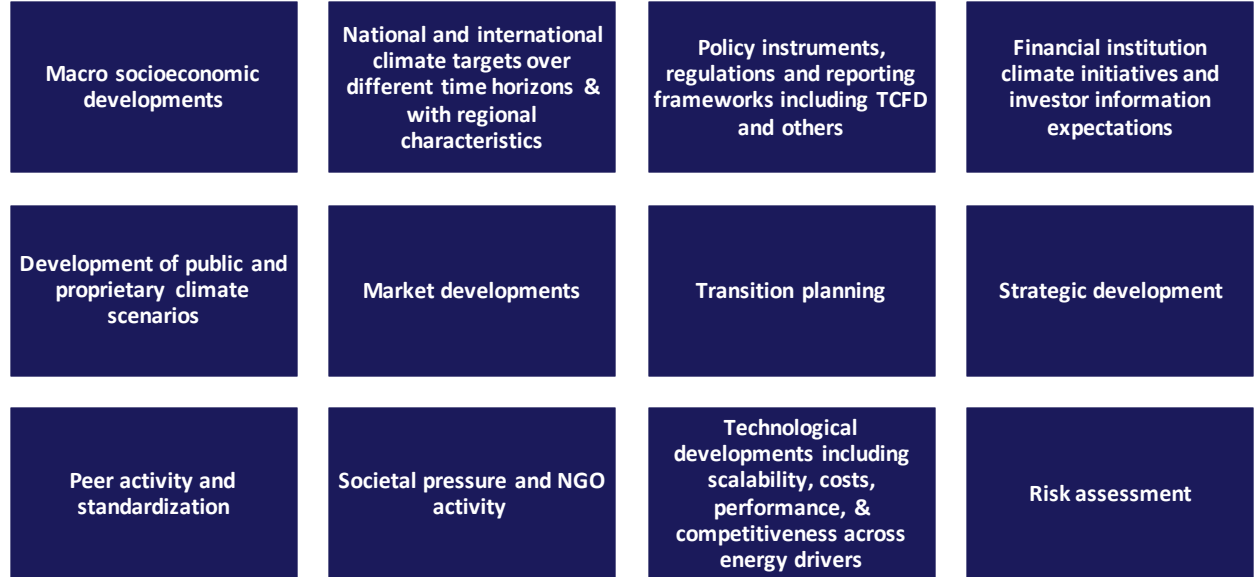 Macro socioeconomic
developments
National and international
climate targets over
different time horizons &
with regional
characteristics
Policy instruments,
regulations and reporting
frameworks including TCFD
and others
Financial institution
climate initiatives and
investor information
expectations
Development of public and
proprietary climate
scenarios
Market developments
Transition planning
Strategic development
Peer activity and
standardization
Societal pressure and NGO
activity
Technological
developments including
scalability, costs,
performance, &
competitiveness across
energy drivers
Risk assessment